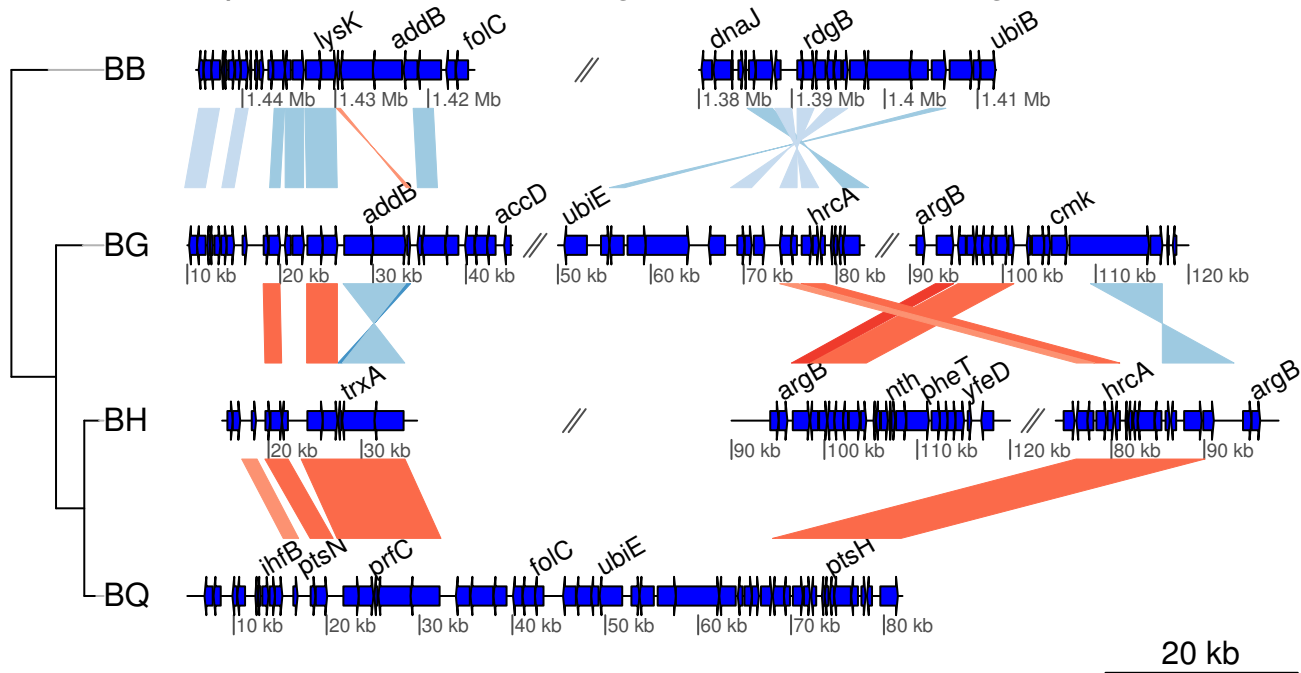 lysK addB folC dnaJ rdgB ubiB
BB
1.44 Mb 1.43 Mb 1.42 Mb 1.38 Mb 1.39 Mb 1.4 Mb 1.41 Mb
addB accD ubiE hrcA argB cmk
BG
10 kb 20 kb 30 kb 40 kb 50 kb 60 kb 70 kb 80 kb 90 kb 100 kb 110 kb 120 kb
trxA argB nth pheT yfeD hrcA argB
BH
20 kb 30 kb 90 kb 100 kb 110 kb 120 kb 80 kb 90 kb
ihfB ptsN prfC folC ubiE ptsH
BQ
10 kb 20 kb 30 kb 40 kb 50 kb 60 kb 70 kb 80 kb
20 kb